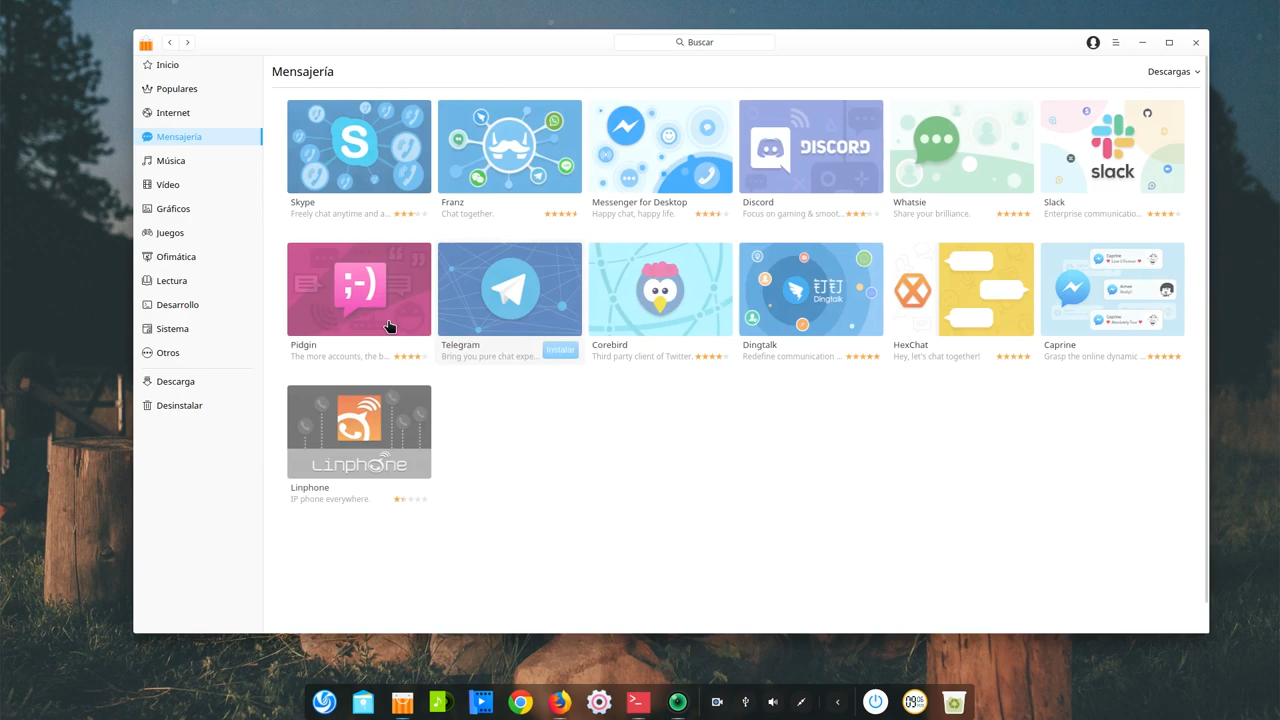 Buscar
Mensajería
Descargas
Inicio
Populares
Internet
Mensajería
Música
Vídeo
Gráficos
Juegos
Ofimática
Lectura
Desarrollo
Sistema
Otros
Descarga
Desinstalar
S
DISCORD
slack
Skype
Freely chat anytime and a...
Franz
Chat together.
Messenger for Desktop
Happy chat, happy life.
Discord
Focus on gaming & smoot...
Whatsie
Share your brilliance.
Slack
Enterprise communicatio...
;-)
钉钉
Dingtalk
Caprine
Pidgin
The more accounts, the b...
Telegram
Bring you pure chat expe...
Instalar
Corebird
Third party client of Twitter.
Dingtalk
Redefine communication ...
HexChat
Hey, let's chat together!
Caprine
Grasp the online dynamic ...
Linphone
Linphone
IP phone everywhere.